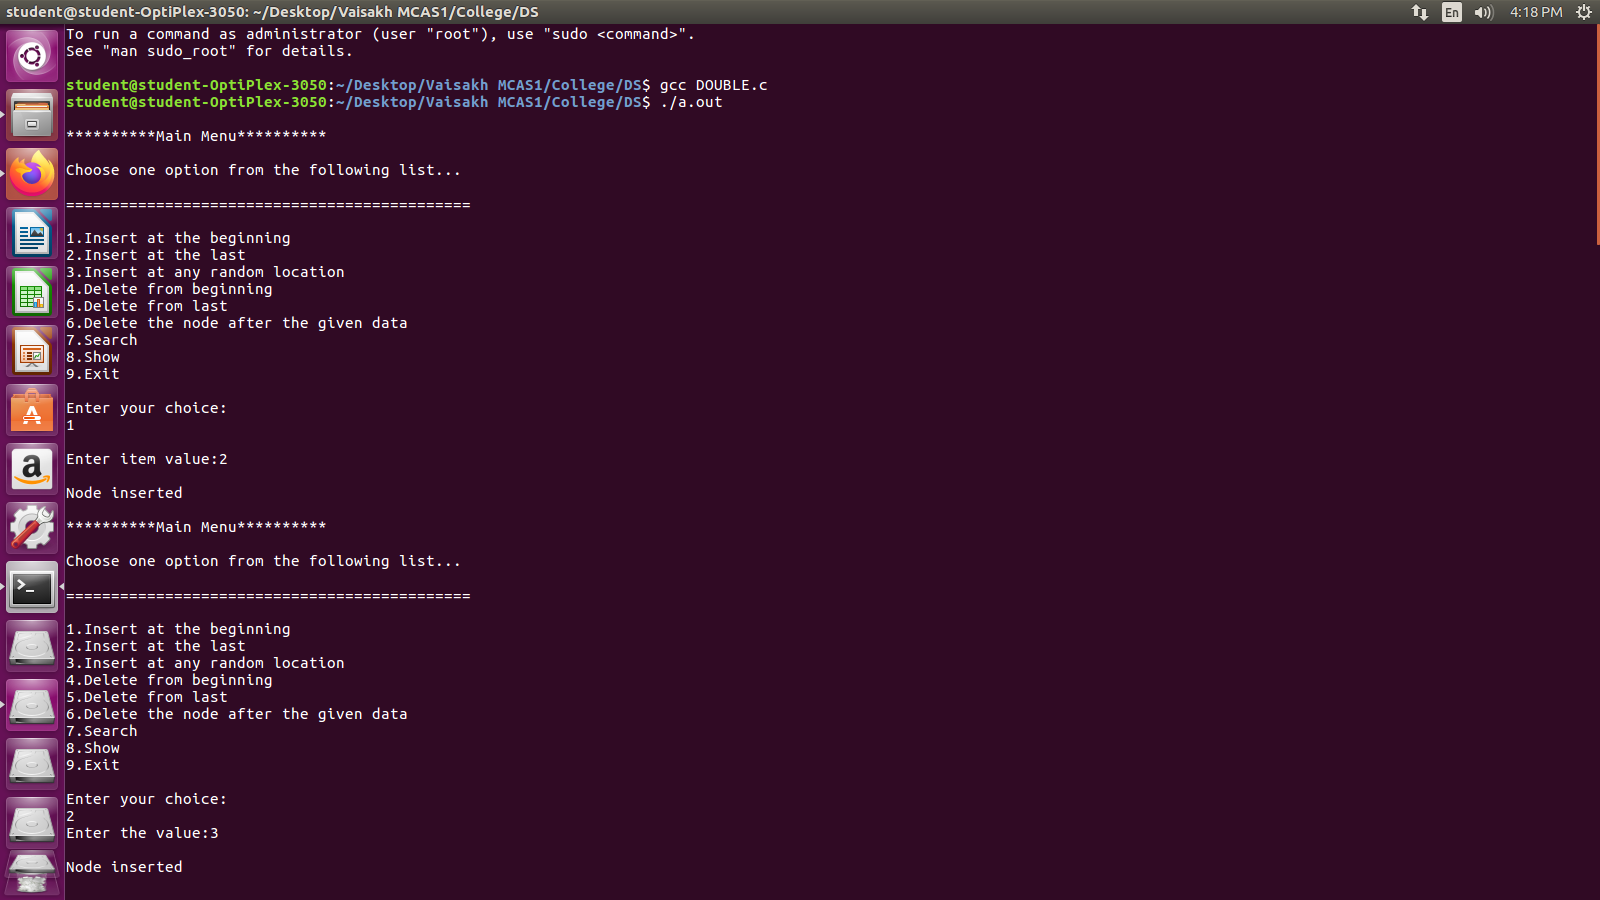 student@student-OptiPlex-3050: ~/Desktop/Vaisakh MCAS1/College/DS
En
4:18 PM
To run a command as administrator (user "root"), use "sudo <command>".
See "man sudo_root" for details.
student@student-OptiPlex-3050:~/Desktop/Vaisakh MCAS1/College/DS$ gcc DOUBLE.c
student@student-OptiPlex-3050:~/Desktop/Vaisakh MCAS1/College/DS$ ./a.out
**********Main Menu**********
Choose one option from the following list...
=============================================
1.Insert at the beginning
2.Insert at the last
3.Insert at any random location
4.Delete from beginning
5.Delete from last
6.Delete the node after the given data
7.Search
8.Show
9.Exit
Enter your choice:
1
Enter item value:2
Node inserted
**********Main Menu**********
Choose one option from the following list...
=============================================
1.Insert at the beginning
2.Insert at the last
3.Insert at any random location
4.Delete from beginning
5.Delete from last
6.Delete the node after the given data
7.Search
8.Show
9.Exit
Enter your choice:
2
Enter the value:3
Node inserted